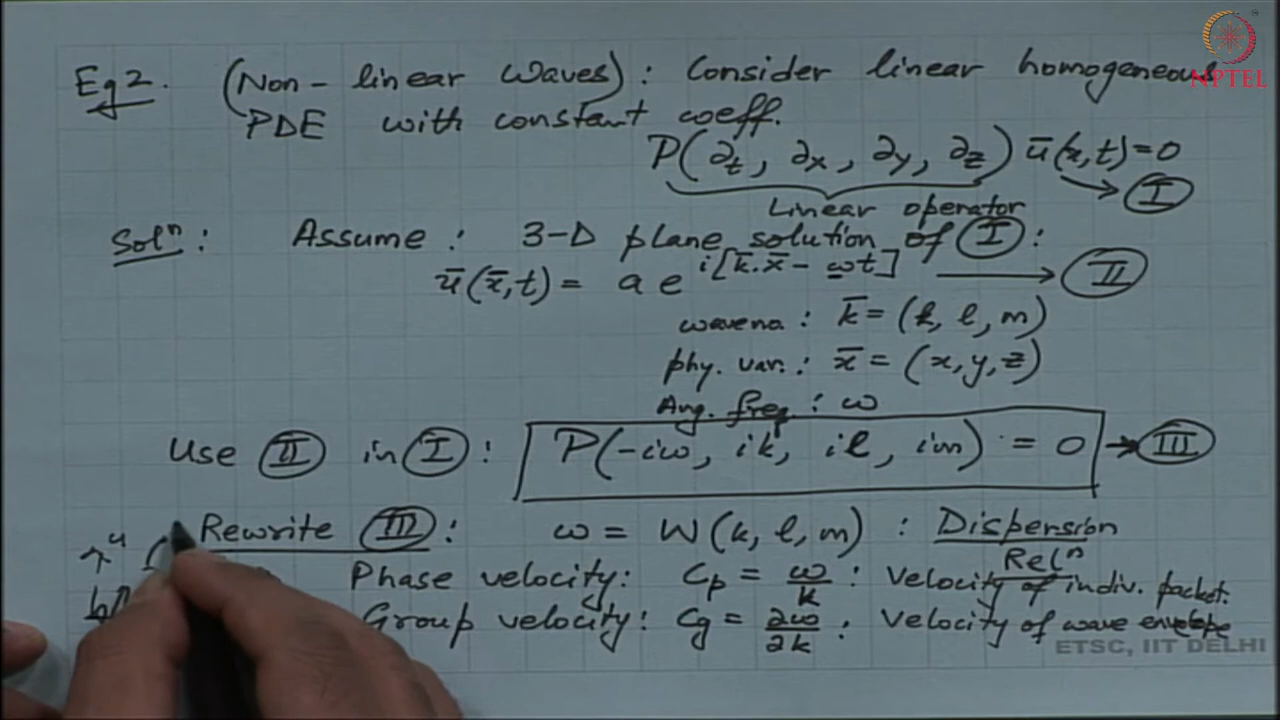 NPTEL
Eg2. (Non-linear Waves): Consider linear homogeneous
PDE with constant coeff.
P(∂t, ∂x, ∂y, ∂z) ū(x,t)=0
→ I
Linear operator
Solⁿ: Assume: 3-D plane solution of I:
ū(x̄,t) = a e^{i[k̄.x̄ - ωt]} → II
wave no: k̄ = (k, l, m)
phy. var.: x̄ = (x,y,z)
Ang. freq: ω
Use II in I: P(-iω, ik, il, im) = 0 → III
Rewrite III: ω = W(k, l, m) : Dispersion
Relⁿ
Phase velocity: Cp = ω/k : Velocity of indiv. packet.
Group velocity: Cg = ∂ω/∂k : Velocity of wave envelope
ETSC, IIT DELHI